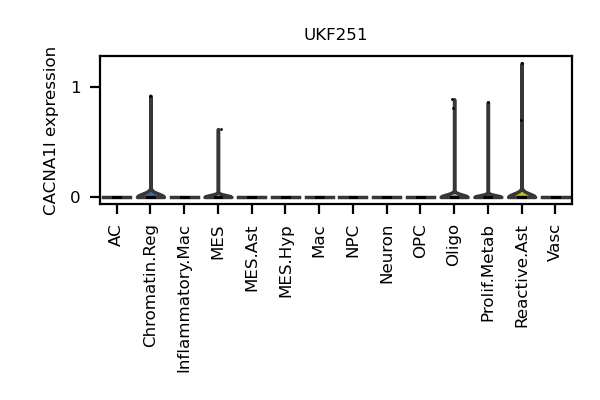 UKF251
CACNA1I expression
1
0
AC
Chromatin.Reg
Inflammatory.Mac
MES
MES.Ast
MES.Hyp
Mac
NPC
Neuron
OPC
Oligo
Prolif.Metab
Reactive.Ast
Vasc